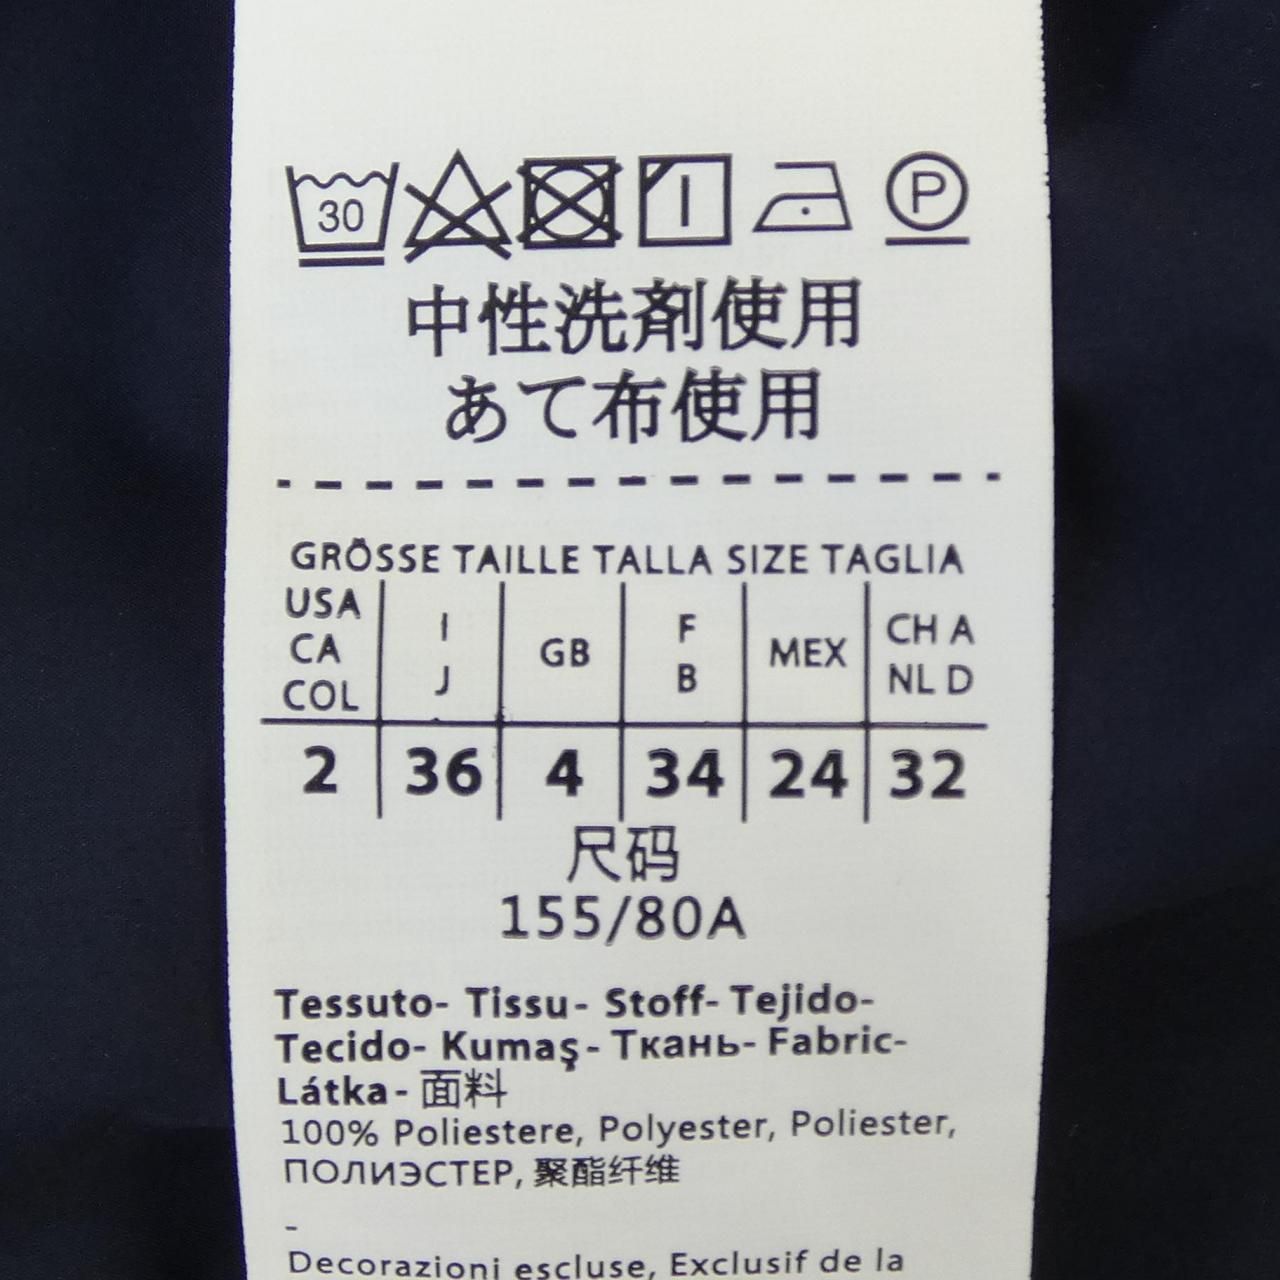 30 P
中性洗剤使用
あて布使用
GRÖSSE TAILLE TALLA SIZE TAGLIA
USA CA COL I J GB F B MEX CH A NL D
2 36 4 34 24 32
尺码
155/80A
Tessuto- Tissu- Stoff- Tejido-
Tecido- Kumaş- Ткань- Fabric-
Látka- 面料
100% Poliestere, Polyester, Poliester,
ПОЛИЭСТЕР, 聚酯纤维
-
Decorazioni escluse, Exclusif de la